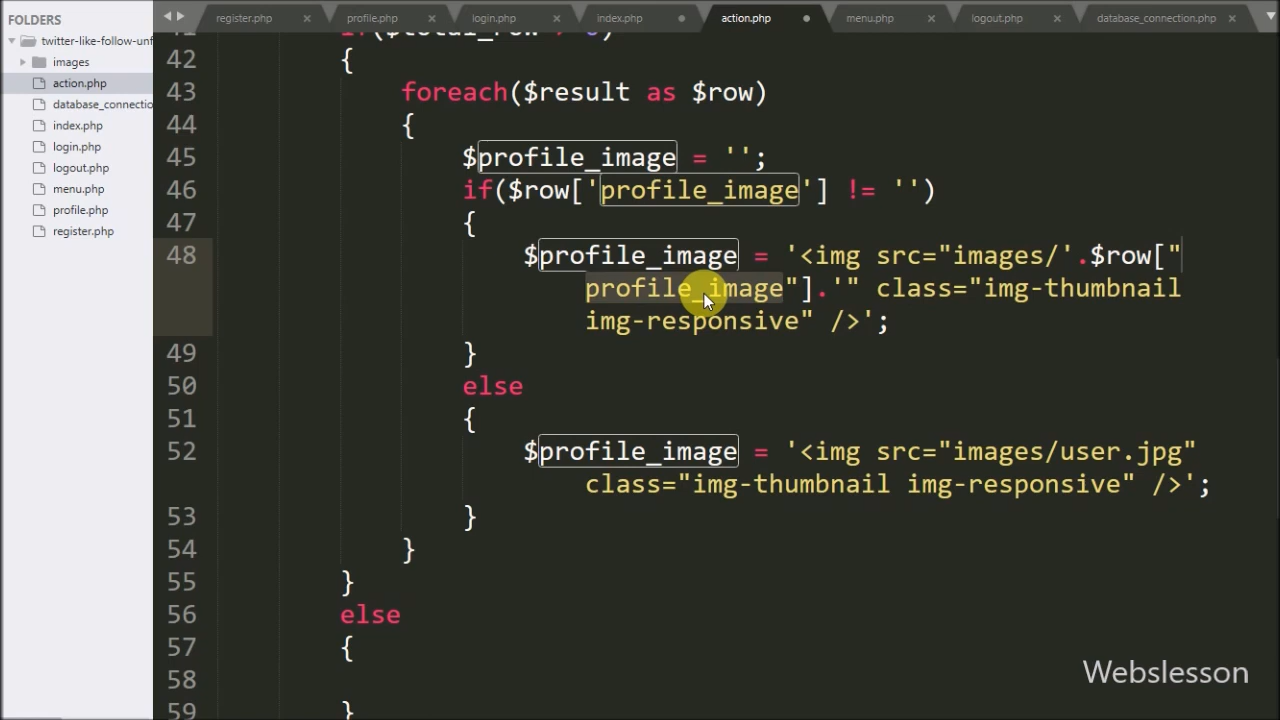 FOLDERS
twitter-like-follow-unf
images
action.php
database_connectio
index.php
login.php
logout.php
menu.php
profile.php
register.php
register.php × profile.php × login.php × index.php action.php menu.php × logout.php × database_connection.php ×
if($total_row > 0)
42 {
43 foreach($result as $row)
44 {
45 $profile_image = '';
46 if($row['profile_image'] != '')
47 {
48 $profile_image = '<img src="images/'.$row["
profile_image"].'" class="img-thumbnail
img-responsive" />';
49 }
50 else
51 {
52 $profile_image = '<img src="images/user.jpg"
class="img-thumbnail img-responsive" />';
53 }
54 }
55 }
56 else
57 {
58
59 }
Webslesson